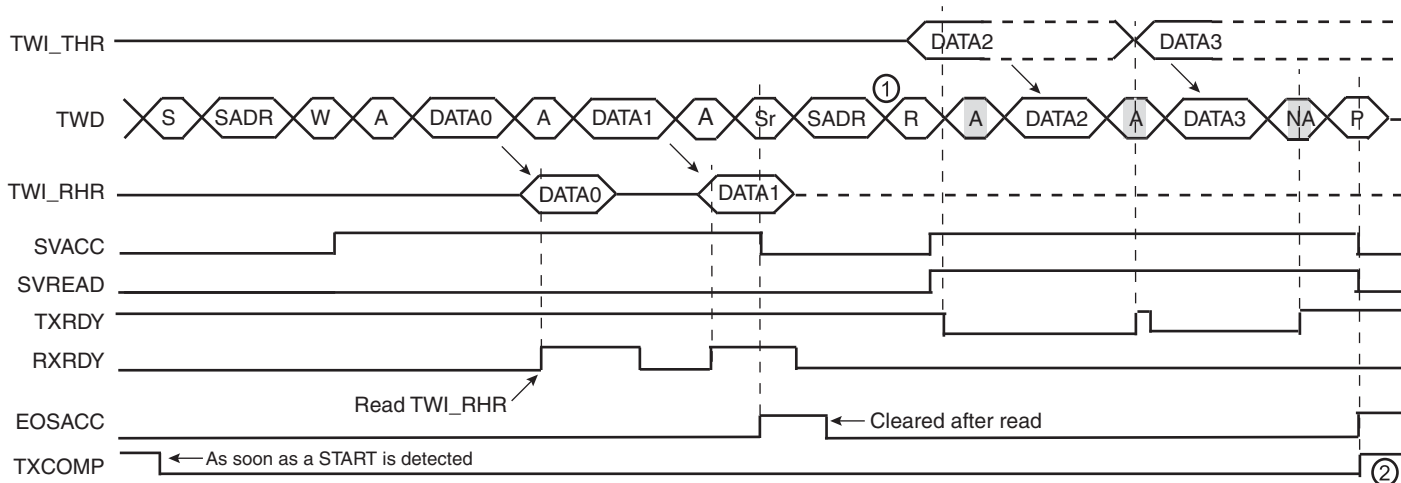 TWI_THR DATA2 DATA3
①
TWD S SADR W A DATA0 A DATA1 A Sr SADR R A DATA2 A DATA3 NA P
TWI_RHR DATA0 DATA1
SVACC
SVREAD
TXRDY
RXRDY
Read TWI_RHR
EOSACC Cleared after read
TXCOMP As soon as a START is detected ②